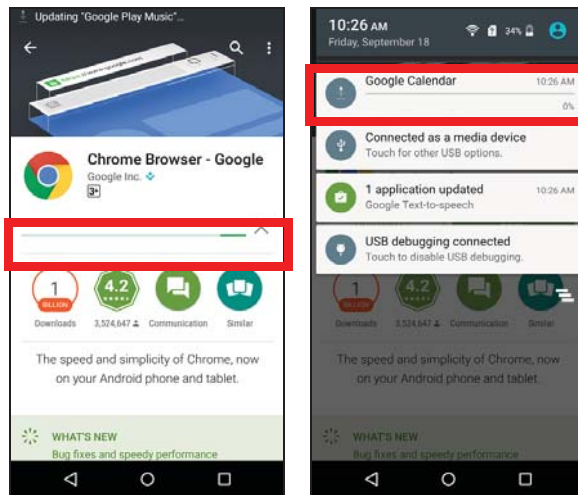 Updating "Google Play Music"...
Chrome Browser - Google
Google Inc.
3+
1
BILLION
4.2
Downloads
3,524,647
Communication
Similar
The speed and simplicity of Chrome, now
on your Android phone and tablet.
WHAT'S NEW
Bug fixes and speedy performance
10:26 AM
Friday, September 18
34%
Google Calendar
10:26 AM
0%
Connected as a media device
Touch for other USB options.
1 application updated
10:26 AM
Google Text-to-speech
USB debugging connected
Touch to disable USB debugging.
1
BILLION
4.2
Downloads
3,524,647
Communication
Similar
The speed and simplicity of Chrome, now
on your Android phone and tablet.
WHAT'S NEW
Bug fixes and speedy performance